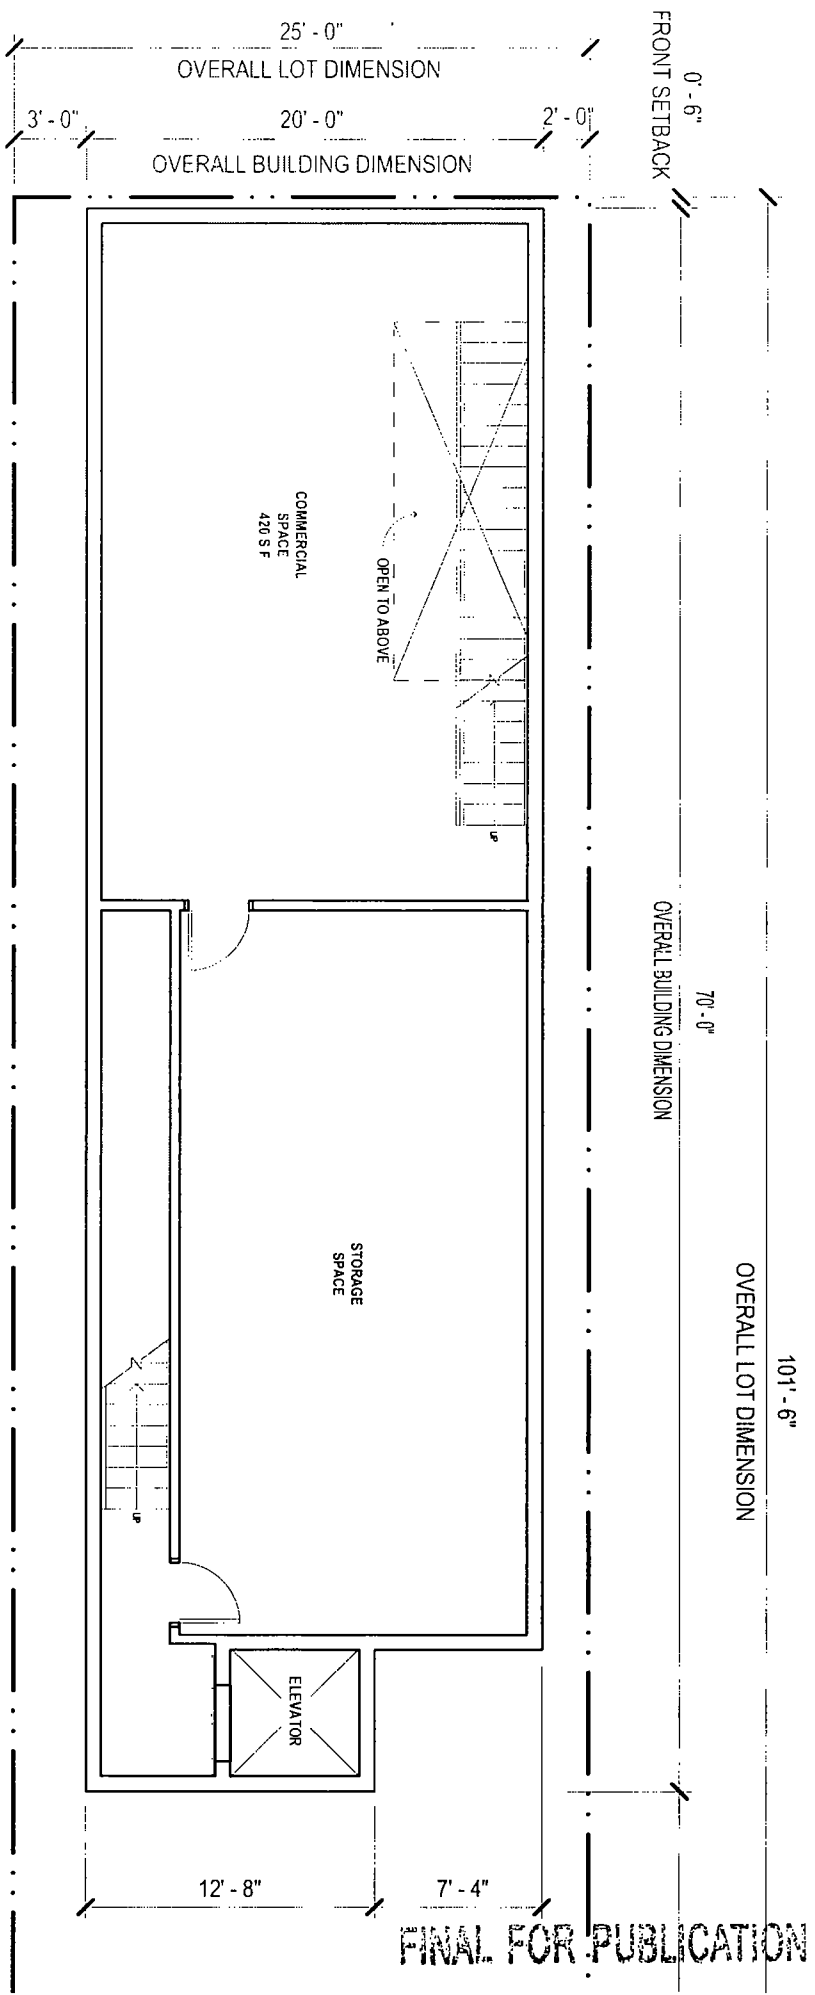 25' - 0"
OVERALL LOT DIMENSION
3' - 0"
20' - 0"
2' - 0"
OVERALL BUILDING DIMENSION
0' - 6"
FRONT SETBACK
COMMERCIAL
SPACE
420 S F
OPEN TO ABOVE
UP
70' - 0"
OVERALL BUILDING DIMENSION
101' - 6"
OVERALL LOT DIMENSION
STORAGE
SPACE
UP
ELEVATOR
12' - 8"
7' - 4"
FINAL FOR PUBLICATION